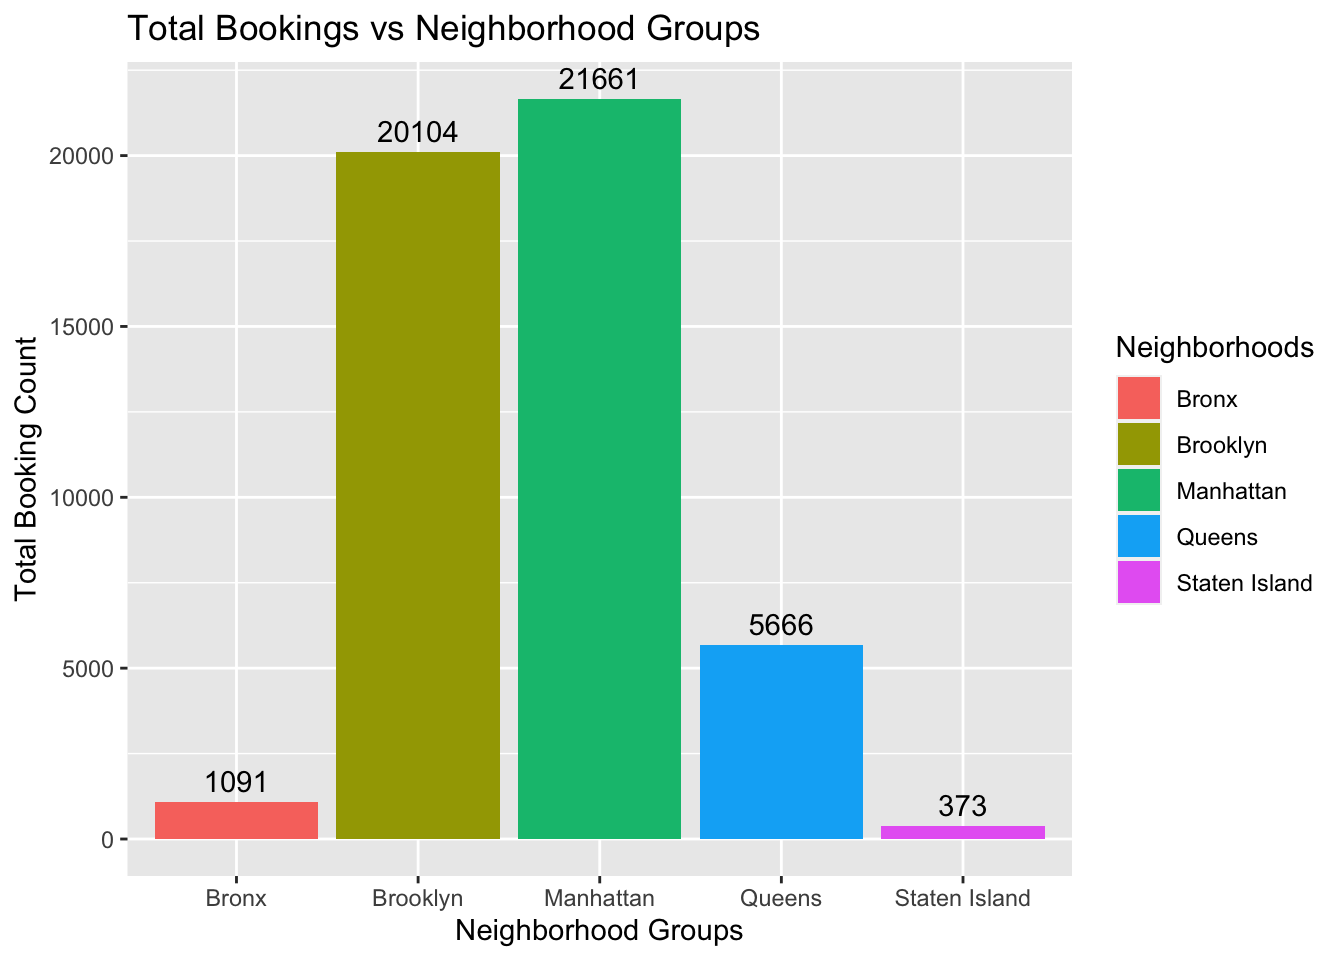 Total Bookings vs Neighborhood Groups
21661
20104
20000
15000
10000
5666
5000
1091
373
0
Total Booking Count
Bronx
Brooklyn
Manhattan
Queens
Staten Island
Neighborhood Groups
Neighborhoods
Bronx
Brooklyn
Manhattan
Queens
Staten Island